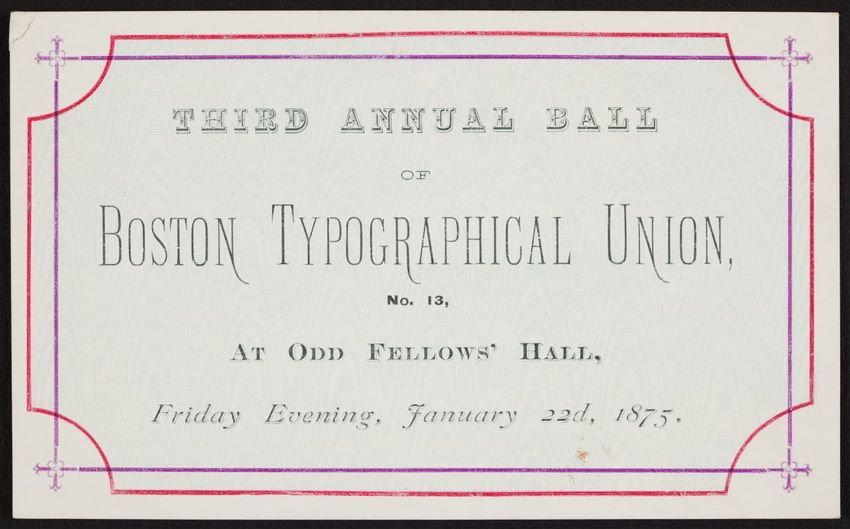 THIRD ANNUAL BALL
OF
BOSTON TYPOGRAPHICAL UNION,
No. 13,
AT ODD FELLOWS' HALL,
Friday Evening, January 22d, 1875.